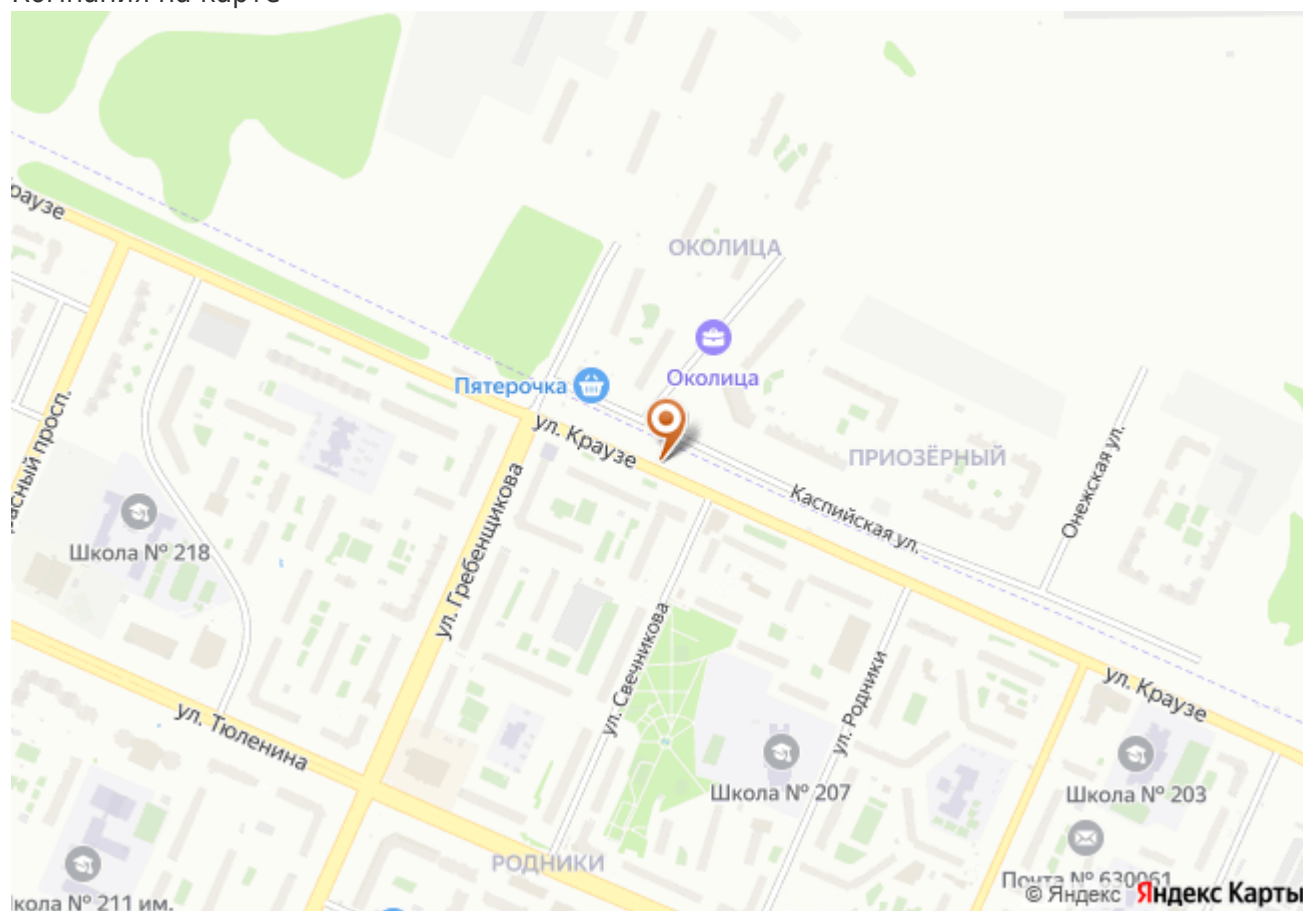 Компания на карте
Краузе
ОКОЛИЦА
Околица
Пятерочка
ул. Краузе
ПРИОЗЁРНЫЙ
Каспийская ул.
Онежская ул.
расный просп.
Школа № 218
ул. Гребенщикова
ул. Свечникова
ул. Родники
ул. Краузе
ул. Тюленина
Школа № 207
Школа № 203
РОДНИКИ
Почта № 630061
кола № 211 им.
© Яндекс Яндекс Карты